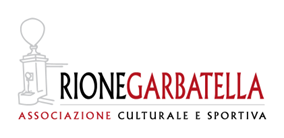 RIONEGARBATELLA
ASSOCIAZIONE CULTURALE E SPORTIVA